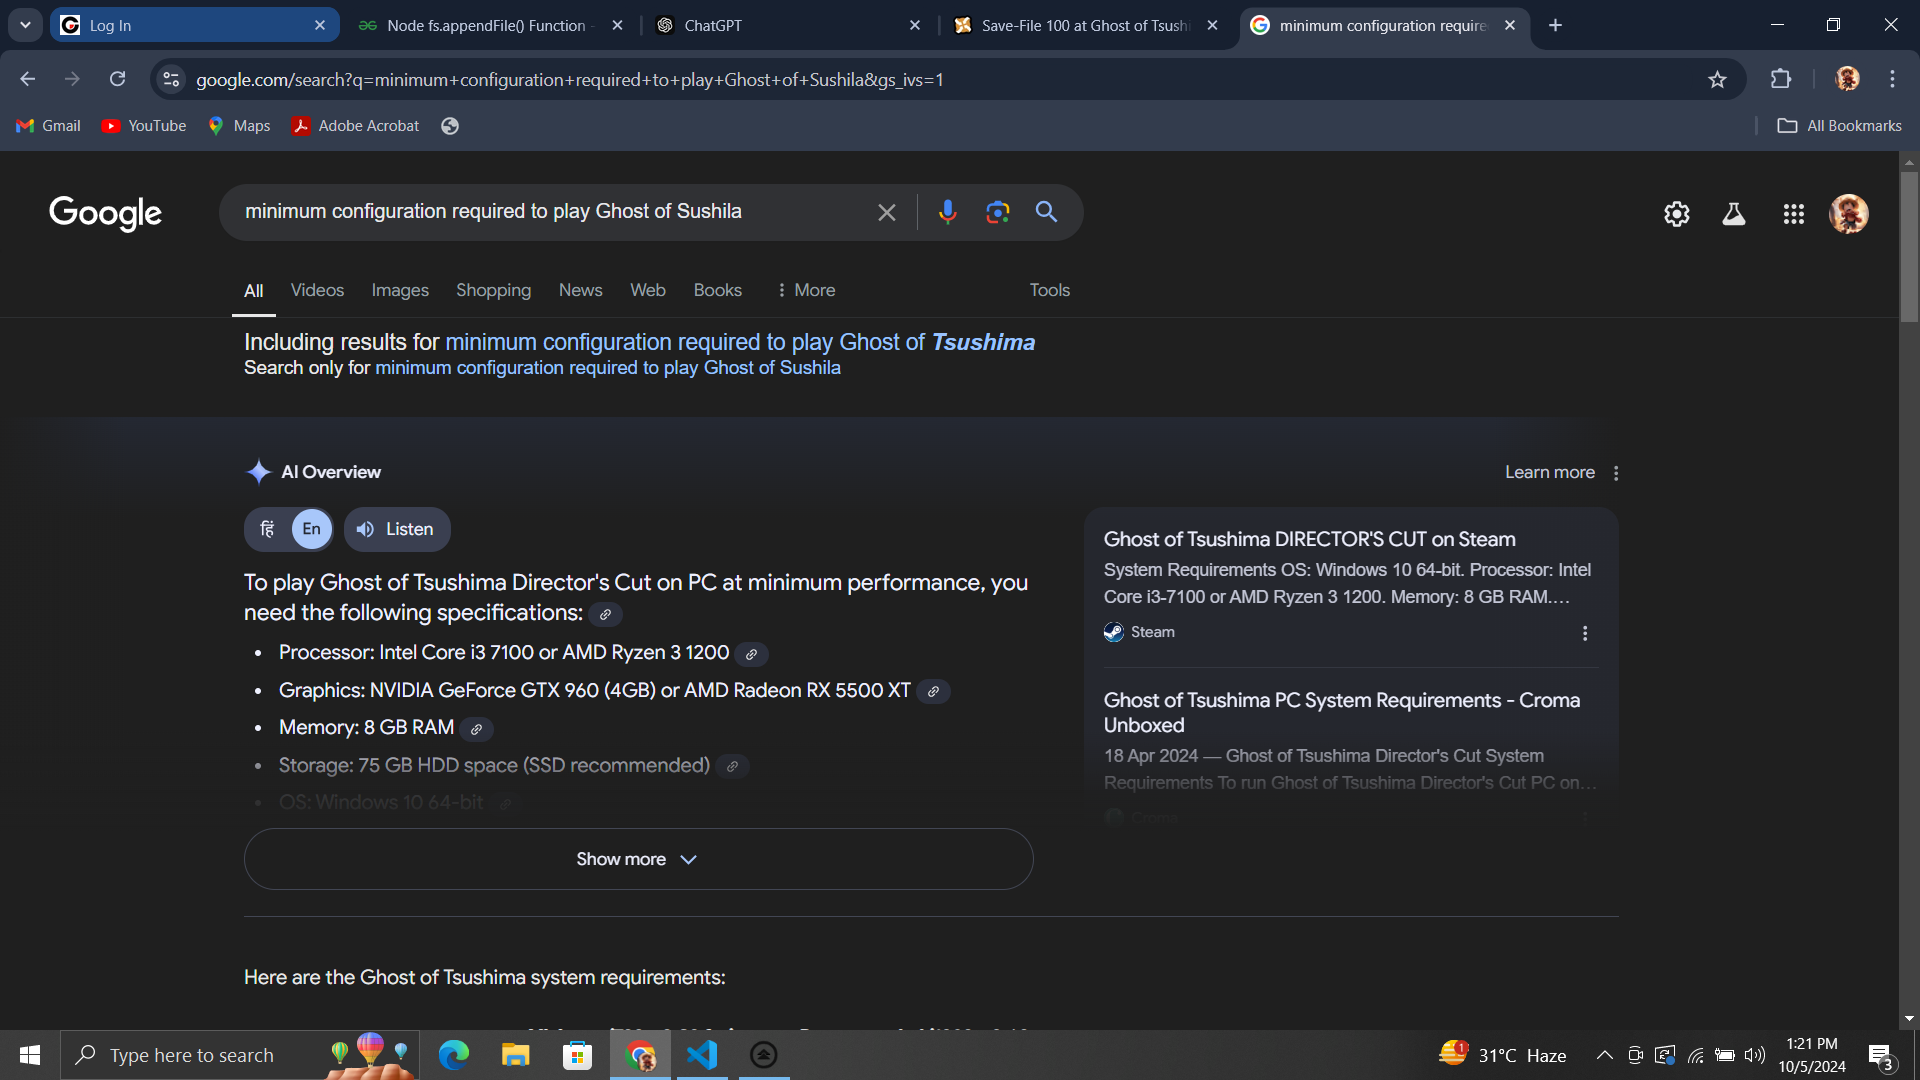 Log In
Node fs.appendFile() Function -
ChatGPT
Save-File 100 at Ghost of Tsushi
minimum configuration require
google.com/search?q=minimum+configuration+required+to+play+Ghost+of+Sushila&gs_ivs=1
Gmail YouTube Maps Adobe Acrobat All Bookmarks
Google minimum configuration required to play Ghost of Sushila
All Videos Images Shopping News Web Books More Tools
Including results for minimum configuration required to play Ghost of Tsushima
Search only for minimum configuration required to play Ghost of Sushila
AI Overview
Learn more
हिं En Listen
To play Ghost of Tsushima Director's Cut on PC at minimum performance, you
need the following specifications:
• Processor: Intel Core i3 7100 or AMD Ryzen 3 1200
• Graphics: NVIDIA GeForce GTX 960 (4GB) or AMD Radeon RX 5500 XT
• Memory: 8 GB RAM
• Storage: 75 GB HDD space (SSD recommended)
• OS: Windows 10 64-bit
Show more
Ghost of Tsushima DIRECTOR'S CUT on Steam
System Requirements OS: Windows 10 64-bit. Processor: Intel
Core i3-7100 or AMD Ryzen 3 1200. Memory: 8 GB RAM....
Steam
Ghost of Tsushima PC System Requirements - Croma
Unboxed
18 Apr 2024 — Ghost of Tsushima Director's Cut System
Requirements To run Ghost of Tsushima Director's Cut PC on...
Croma
Here are the Ghost of Tsushima system requirements:
Type here to search
1
31°C Haze
1:21 PM
10/5/2024
3